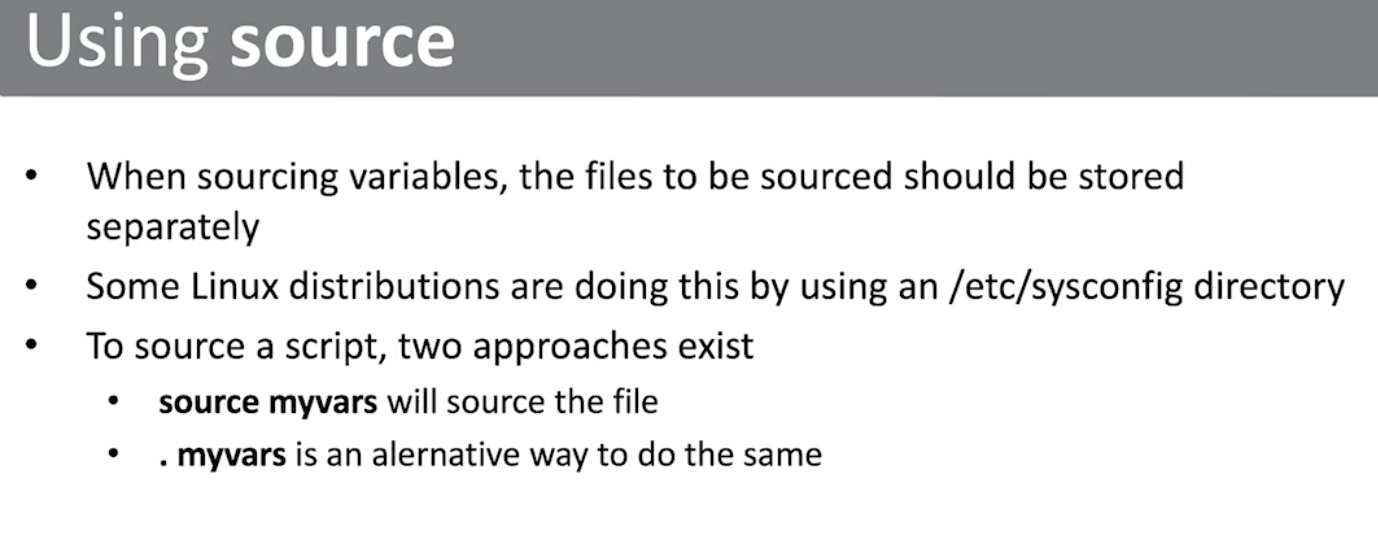 Using source
• When sourcing variables, the files to be sourced should be stored
separately
• Some Linux distributions are doing this by using an /etc/sysconfig directory
• To source a script, two approaches exist
• source myvars will source the file
• . myvars is an alernative way to do the same